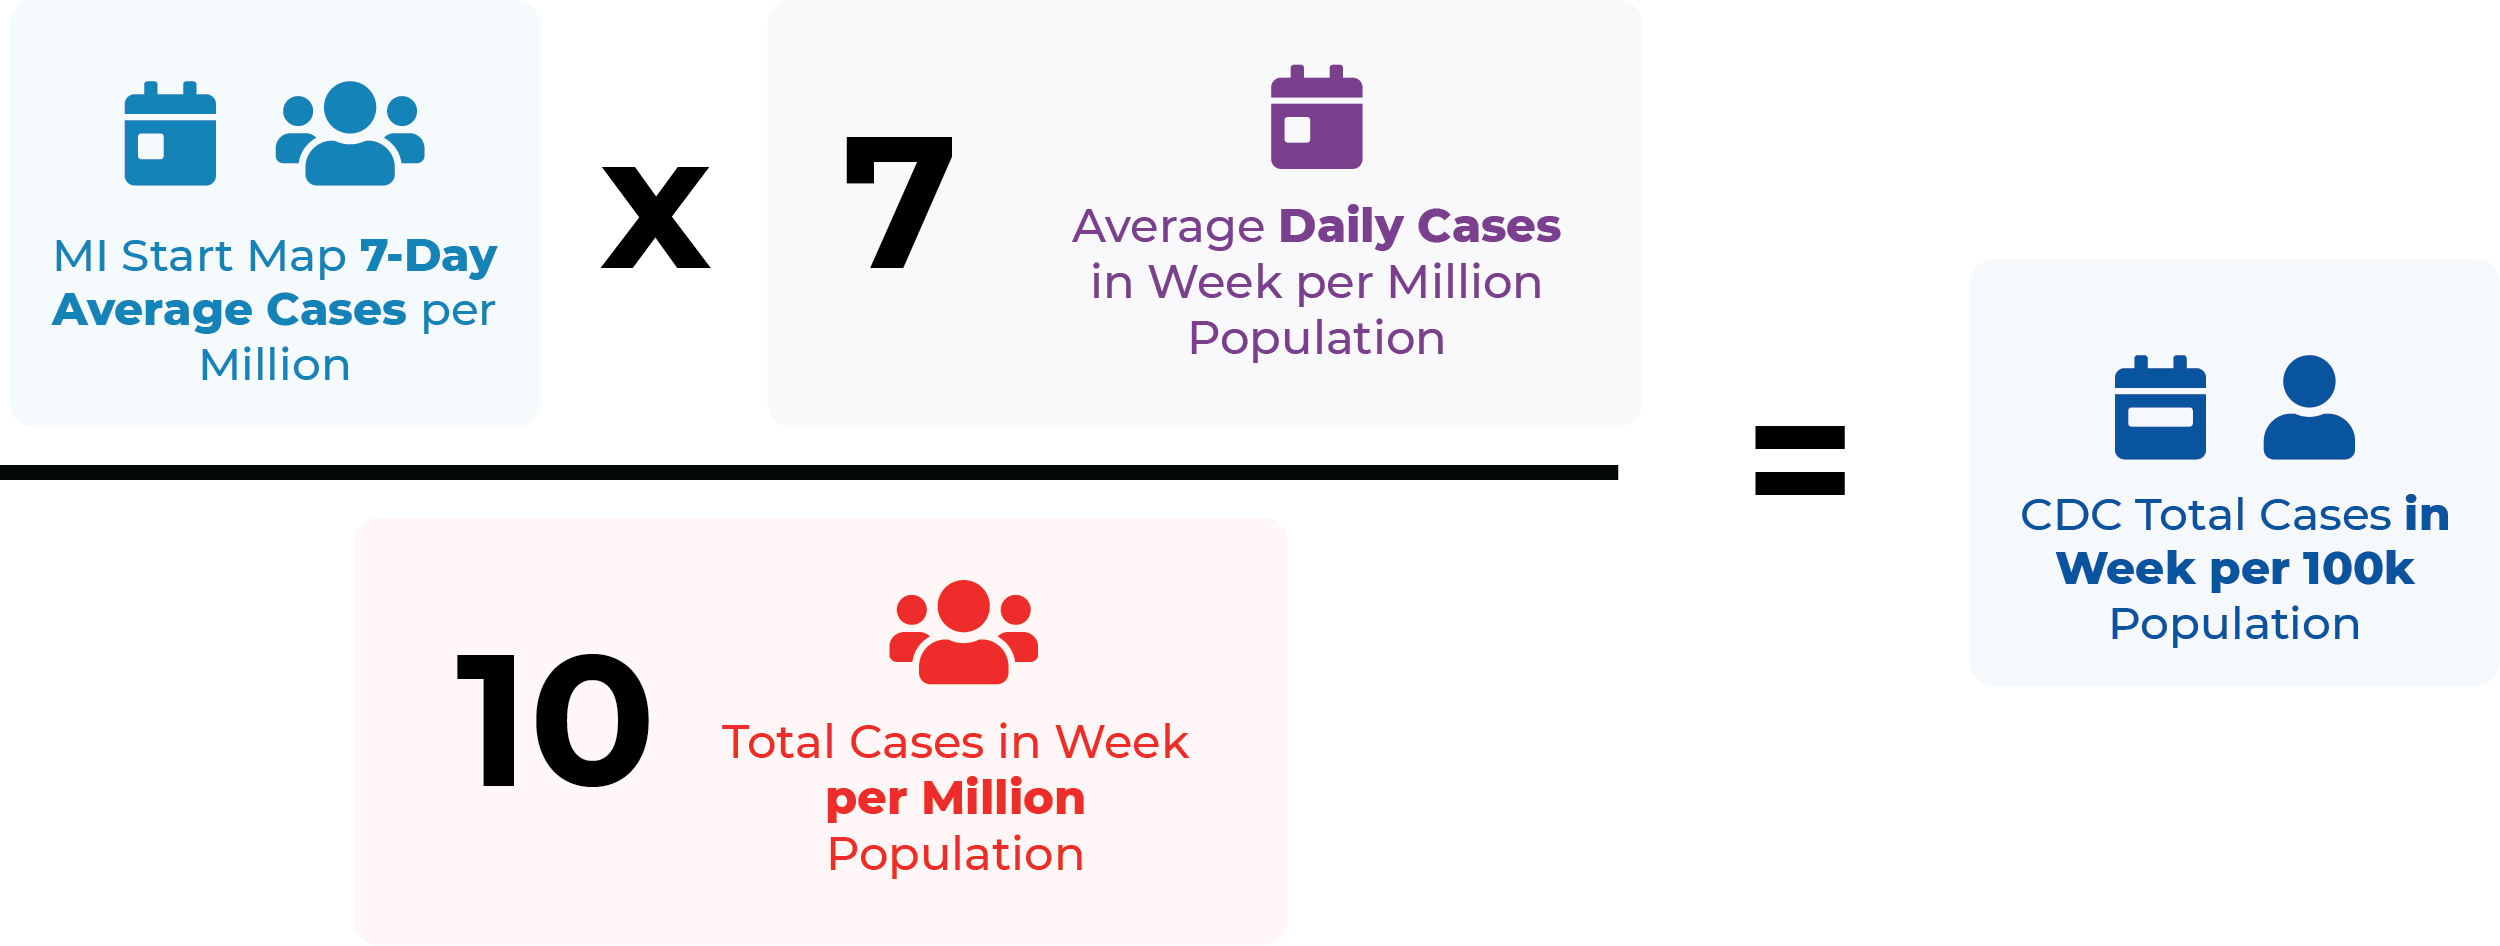 MI Start Map 7-Day
Average Cases per
Million
x
7
Average Daily Cases
in Week per Million
Population
10
Total Cases in Week
per Million
Population
=
CDC Total Cases in
Week per 100k
Population